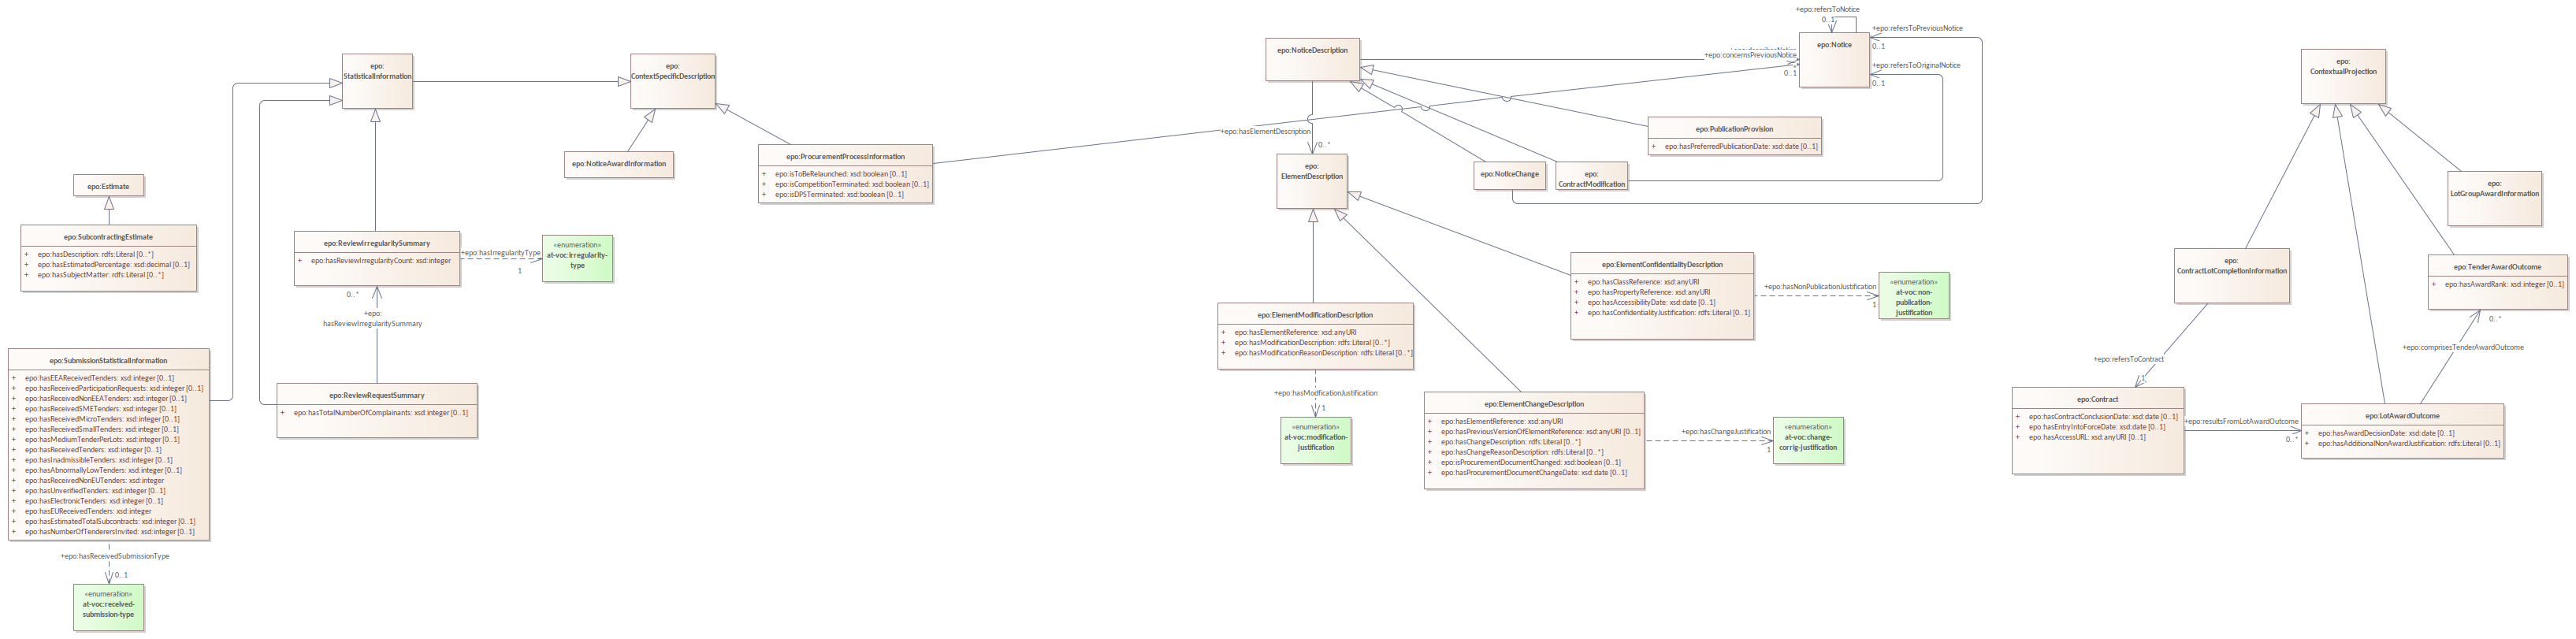 epo:
StatisticalInformation
epo:
ContextSpecificDescription
epo:NoticeAwardInformation
epo:ProcurementProcessInformation
+ epo:isToBeRelaunched: xsd:boolean [0..1]
+ epo:isCompetitionTerminated: xsd:boolean [0..1]
+ epo:isDPSTerminated: xsd:boolean [0..1]
epo:Estimate
epo:SubcontractingEstimate
+ epo:hasDescription: rdfs:Literal [0..*]
+ epo:hasEstimatedPercentage: xsd:decimal [0..1]
+ epo:hasSubjectMatter: rdfs:Literal [0..*]
epo:ReviewIrregularitySummary
+ epo:hasReviewIrregularityCount: xsd:integer
+epo:hasIrregularityType
1
«enumeration»
at-voc:irregularity-
type
0..*
+epo:
hasReviewIrregularitySummary
epo:ReviewRequestSummary
+ epo:hasTotalNumberOfComplainants: xsd:integer [0..1]
epo:SubmissionStatisticalInformation
+ epo:hasEEAReceivedTenders: xsd:integer [0..1]
+ epo:hasReceivedParticipationRequests: xsd:integer [0..1]
+ epo:hasReceivedNonEEATenders: xsd:integer [0..1]
+ epo:hasReceivedSMETenders: xsd:integer [0..1]
+ epo:hasReceivedMicroTenders: xsd:integer [0..1]
+ epo:hasReceivedSmallTenders: xsd:integer [0..1]
+ epo:hasMediumTenderPerLots: xsd:integer [0..1]
+ epo:hasReceivedTenders: xsd:integer [0..1]
+ epo:hasInadmissibleTenders: xsd:integer [0..1]
+ epo:hasAbnormallyLowTenders: xsd:integer [0..1]
+ epo:hasReceivedNonEUTenders: xsd:integer
+ epo:hasUnverifiedTenders: xsd:integer [0..1]
+ epo:hasElectronicTenders: xsd:integer [0..1]
+ epo:hasEUReceivedTenders: xsd:integer
+ epo:hasEstimatedTotalSubcontracts: xsd:integer [0..1]
+ epo:hasNumberOfTenderersInvited: xsd:integer [0..1]
+epo:hasReceivedSubmissionType
0..1
«enumeration»
at-voc:received-
submission-type
epo:NoticeDescription
+epo:concernsPreviousNotice
0..1
+epo:refersToNotice
0..1
epo:Notice
+epo:refersToPreviousNotice
0..1
+epo:refersToOriginalNotice
0..1
epo:PublicationProvision
+ epo:hasPreferredPublicationDate: xsd:date [0..1]
+epo:hasElementDescription
0..*
epo:
ElementDescription
epo:NoticeChange
epo:
ContractModification
epo:ElementConfidentialityDescription
+ epo:hasClassReference: xsd:anyURI
+ epo:hasPropertyReference: xsd:anyURI
+ epo:hasAccessibilityDate: xsd:date [0..1]
+ epo:hasConfidentialityJustification: rdfs:Literal [0..1]
+epo:hasNonPublicationJustification
1
«enumeration»
at-voc:non-
publication-
justification
epo:ElementModificationDescription
+ epo:hasElementReference: xsd:anyURI
+ epo:hasModificationDescription: rdfs:Literal [0..*]
+ epo:hasModificationReasonDescription: rdfs:Literal [0..*]
+epo:hasModficationJustification
1
«enumeration»
at-voc:modification-
justification
epo:ElementChangeDescription
+ epo:hasElementReference: xsd:anyURI
+ epo:hasPreviousVersionOfElementReference: xsd:anyURI [0..1]
+ epo:hasChangeDescription: rdfs:Literal [0..*]
+ epo:hasChangeReasonDescription: rdfs:Literal [0..*]
+ epo:isProcurementDocumentChanged: xsd:boolean [0..1]
+ epo:hasProcurementDocumentChangeDate: xsd:date [0..1]
+epo:hasChangeJustification
1
«enumeration»
at-voc:change-
corrig-justification
epo:
ContextualProjection
epo:
LotGroupAwardInformation
epo:
ContractLotCompletionInformation
epo:TenderAwardOutcome
+ epo:hasAwardRank: xsd:integer [0..1]
0..*
+epo:comprisesTenderAwardOutcome
+epo:refersToContract
1
epo:Contract
+ epo:hasContractConclusionDate: xsd:date [0..1]
+ epo:hasEntryIntoForceDate: xsd:date [0..1]
+ epo:hasAccessURL: xsd:anyURI [0..1]
+epo:resultsFromLotAwardOutcome
0..*
epo:LotAwardOutcome
+ epo:hasAwardDecisionDate: xsd:date [0..1]
+ epo:hasAdditionalNonAwardJustification: rdfs:Literal [0..1]